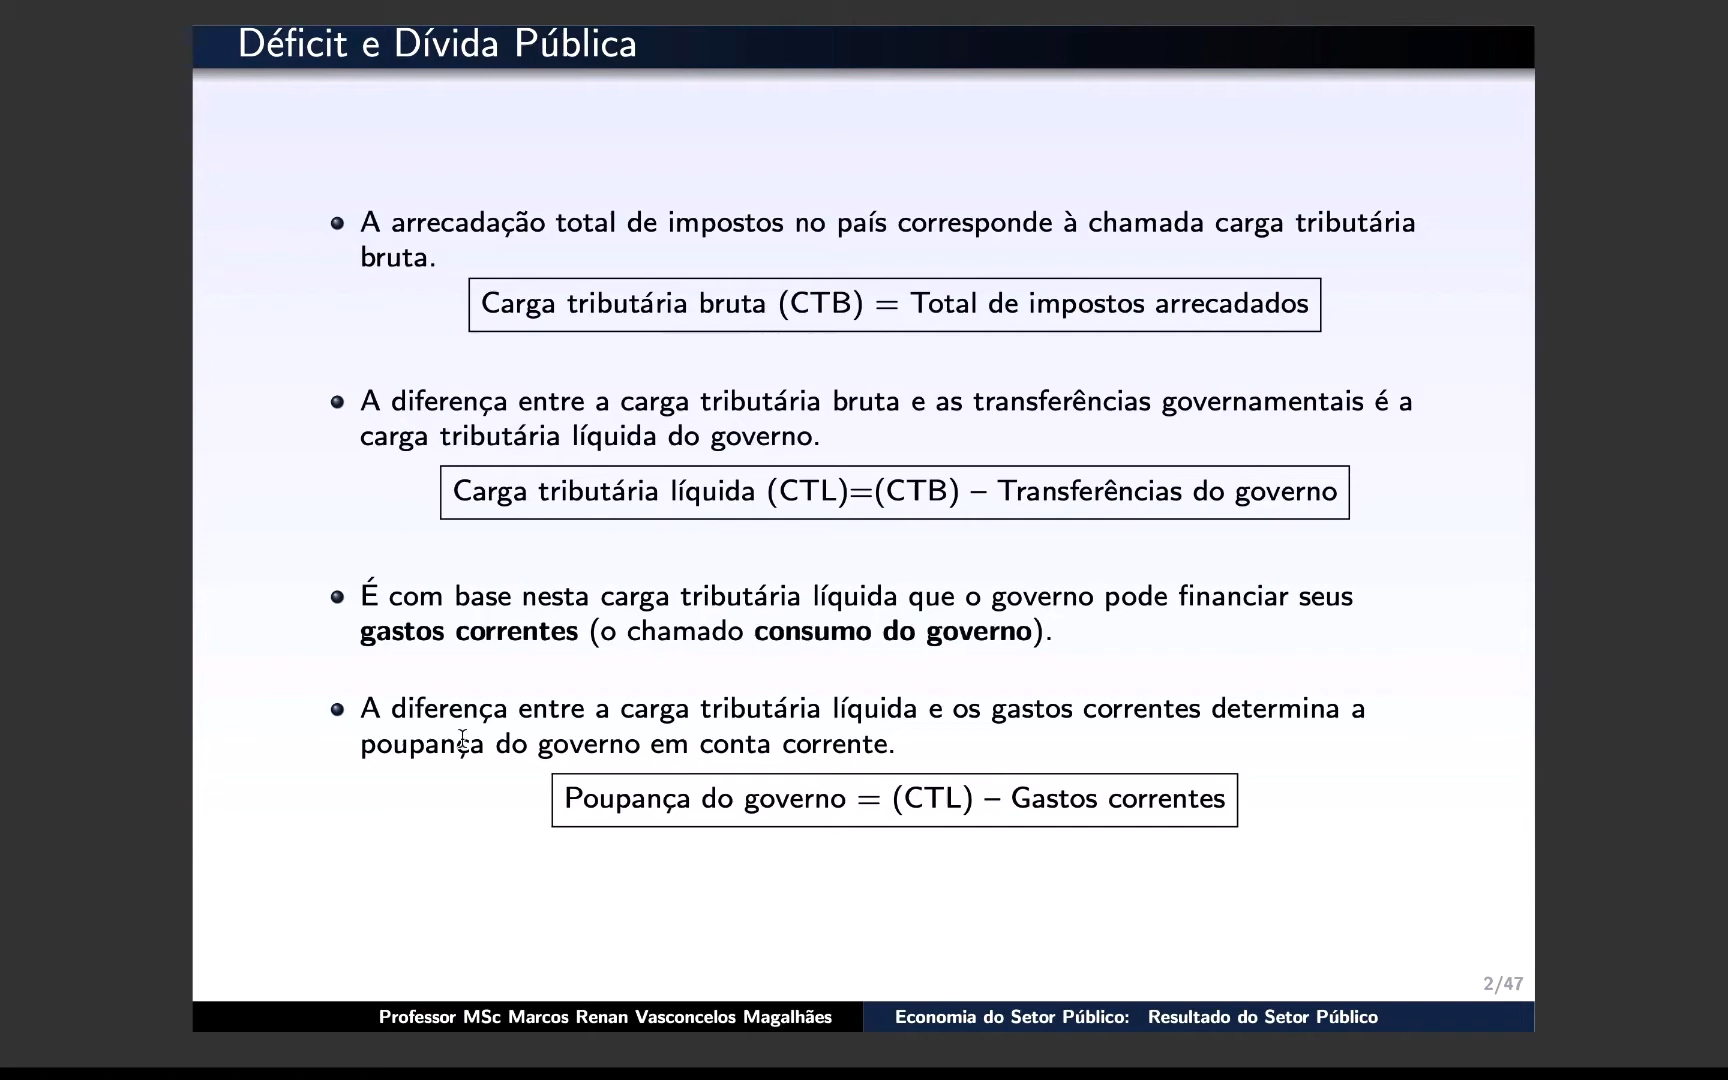 Déficit e Dívida Pública
A arrecadação total de impostos no país corresponde à chamada carga tributária
bruta.
Carga tributária bruta (CTB) = Total de impostos arrecadados
A diferença entre a carga tributária bruta e as transferências governamentais é a
carga tributária líquida do governo.
Carga tributária líquida (CTL)=(CTB) – Transferências do governo
É com base nesta carga tributária líquida que o governo pode financiar seus
gastos correntes (o chamado consumo do governo).
A diferença entre a carga tributária líquida e os gastos correntes determina a
poupança do governo em conta corrente.
Poupança do governo = (CTL) – Gastos correntes
2/47
Professor MSc Marcos Renan Vasconcelos Magalhães
Economia do Setor Público: Resultado do Setor Público